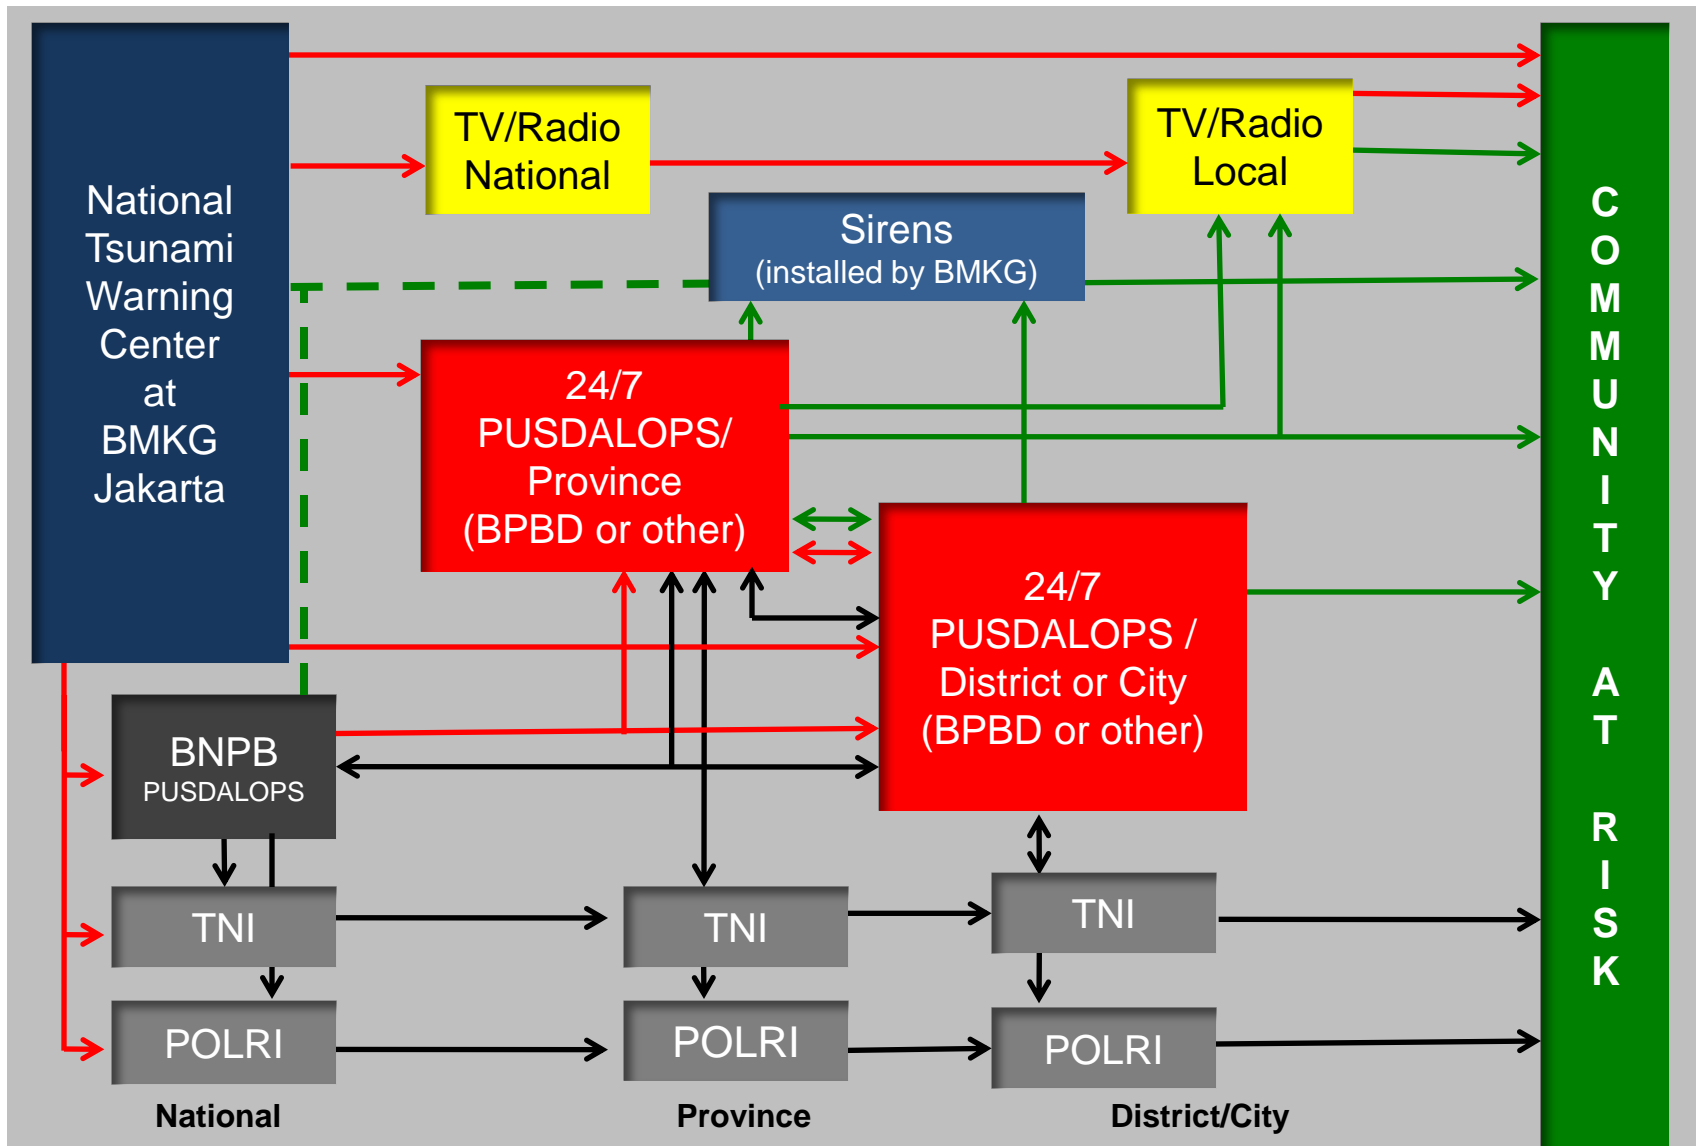 National
Tsunami
Warning
Center
at
BMKG
Jakarta
TV/Radio
National
TV/Radio
Local
Sirens
(installed by BMKG)
24/7
PUSDALOPS/
Province
(BPBD or other)
24/7
PUSDALOPS /
District or City
(BPBD or other)
BNPB
PUSDALOPS
TNI
TNI
TNI
POLRI
POLRI
POLRI
National
Province
District/City
C
O
M
M
U
N
I
T
Y
A
T
R
I
S
K